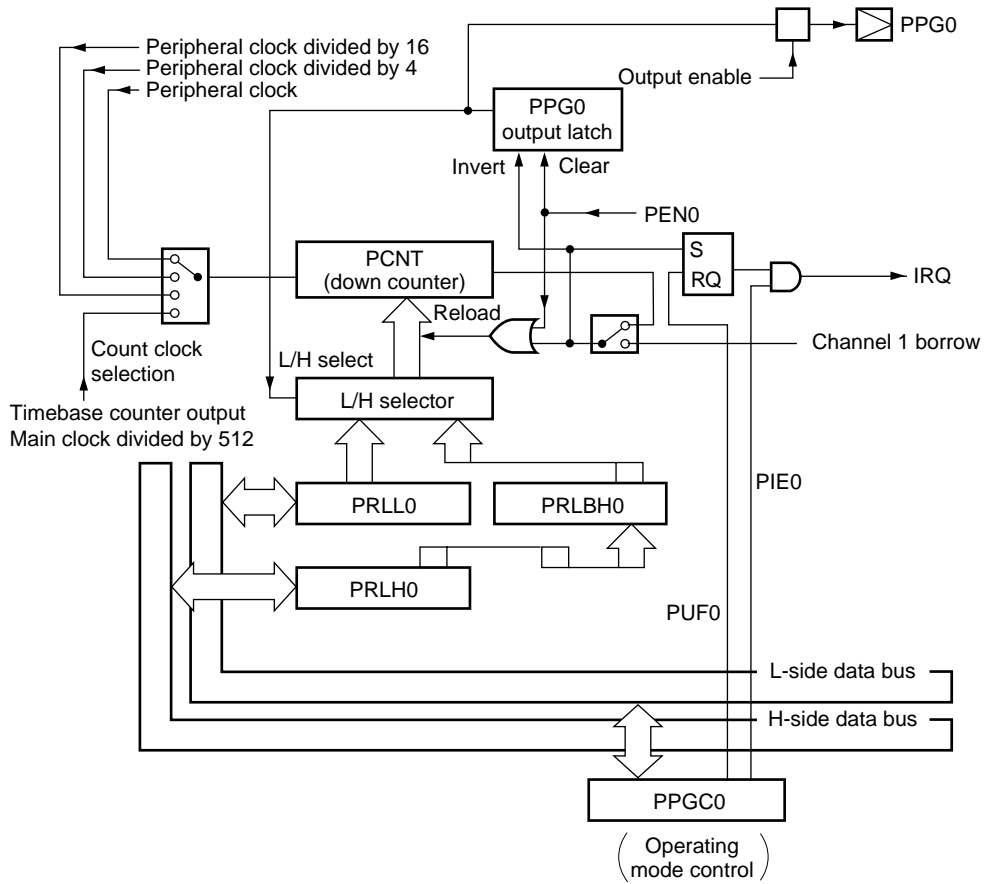 PPG0
Peripheral clock divided by 16
Peripheral clock divided by 4
Peripheral clock
Output enable
PPG0
output latch
Invert
Clear
PEN0
S
RQ
IRQ
PCNT
(down counter)
Reload
Channel 1 borrow
Count clock
selection
L/H select
L/H selector
Timebase counter output
Main clock divided by 512
PRLL0
PRLBH0
PIE0
PRLH0
PUF0
L-side data bus
H-side data bus
PPGC0
(Operating
mode control)